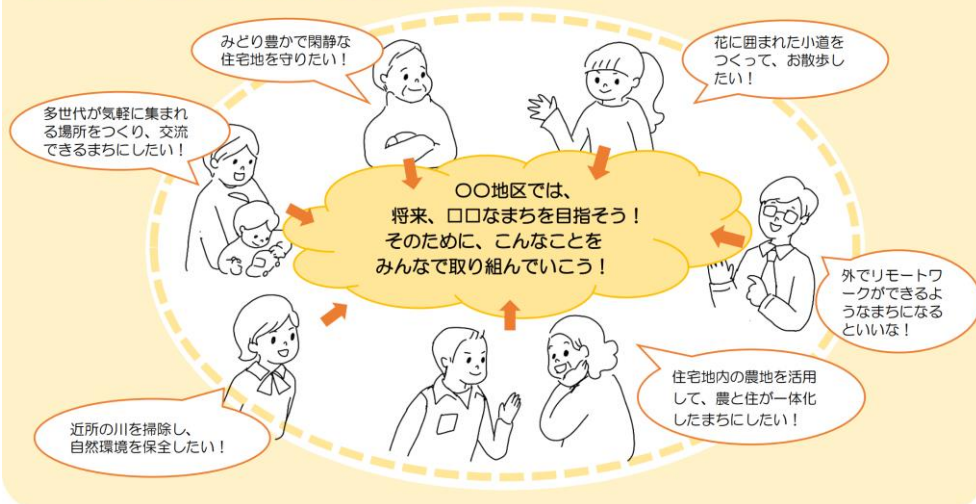 みどり豊かで閑静な
住宅地を守りたい！
花に囲まれた小道を
つくって、お散歩し
たい！
多世代が気軽に集まれ
る場所をつくり、交流
できるまちにしたい！
〇〇地区では、
将来、口口なまちを目指そう！
そのために、こんなことを
みんなで取り組んでいこう！
外でリモートワ
ークができるよ
うなまちになる
といいな！
住宅地内の農地を活用
して、農と住が一体化
したまちにしたい！
近所の川を掃除し、
自然環境を保全したい！